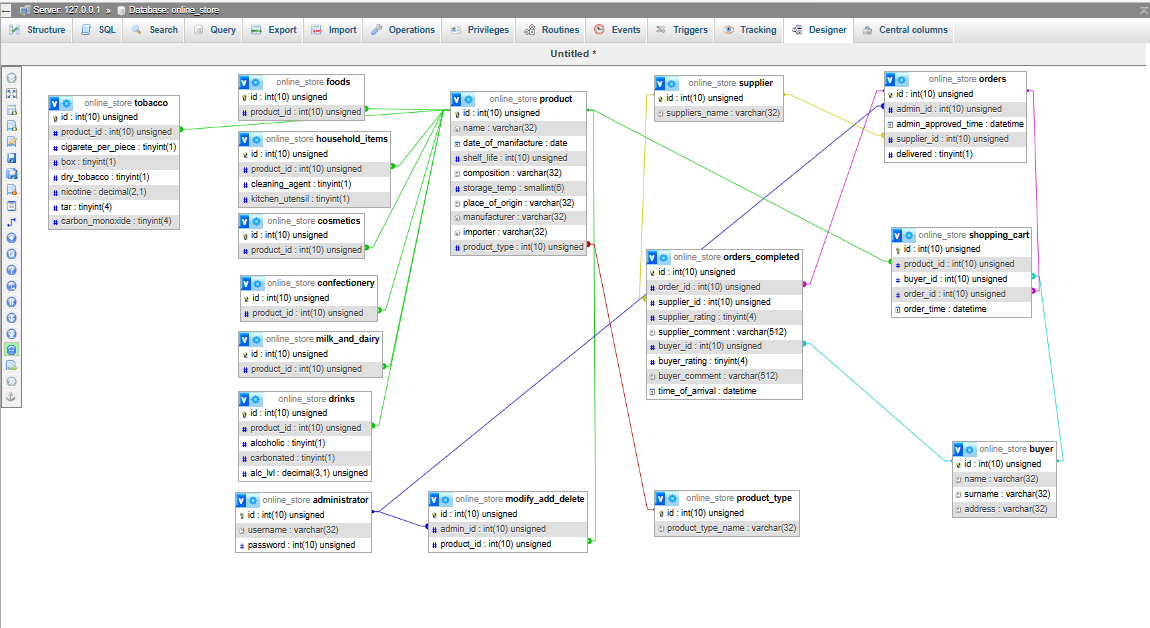 Server: 127.0.0.1 » Database: online_store
Structure SQL Search Query Export Import Operations Privileges Routines Events Triggers Tracking Designer Central columns
Untitled *
online_store tobacco
id : int(10) unsigned
product_id : int(10) unsigned
cigarete_per_piece : tinyint(1)
box : tinyint(1)
dry_tobacco : tinyint(1)
nicotine : decimal(2,1)
tar : tinyint(4)
carbon_monoxide : tinyint(4)
online_store foods
id : int(10) unsigned
product_id : int(10) unsigned
online_store household_items
id : int(10) unsigned
product_id : int(10) unsigned
cleaning_agent : tinyint(1)
kitchen_utensil : tinyint(1)
online_store cosmetics
id : int(10) unsigned
product_id : int(10) unsigned
online_store confectionery
id : int(10) unsigned
product_id : int(10) unsigned
online_store milk_and_dairy
id : int(10) unsigned
product_id : int(10) unsigned
online_store drinks
id : int(10) unsigned
product_id : int(10) unsigned
alcoholic : tinyint(1)
carbonated : tinyint(1)
alc_lvl : decimal(3,1) unsigned
online_store administrator
id : int(10) unsigned
username : varchar(32)
password : int(10) unsigned
online_store product
id : int(10) unsigned
name : varchar(32)
date_of_manifacture : date
shelf_life : int(10) unsigned
composition : varchar(32)
storage_temp : smallint(6)
place_of_origin : varchar(32)
manufacturer : varchar(32)
importer : varchar(32)
product_type : int(10) unsigned
online_store modify_add_delete
id : int(10) unsigned
admin_id : int(10) unsigned
product_id : int(10) unsigned
online_store supplier
id : int(10) unsigned
suppliers_name : varchar(32)
online_store orders_completed
id : int(10) unsigned
order_id : int(10) unsigned
supplier_id : int(10) unsigned
supplier_rating : tinyint(4)
supplier_comment : varchar(512)
buyer_id : int(10) unsigned
buyer_rating : tinyint(4)
buyer_comment : varchar(512)
time_of_arrival : datetime
online_store product_type
id : int(10) unsigned
product_type_name : varchar(32)
online_store orders
id : int(10) unsigned
admin_id : int(10) unsigned
admin_approved_time : datetime
supplier_id : int(10) unsigned
delivered : tinyint(1)
online_store shopping_cart
id : int(10) unsigned
product_id : int(10) unsigned
buyer_id : int(10) unsigned
order_id : int(10) unsigned
order_time : datetime
online_store buyer
id : int(10) unsigned
name : varchar(32)
surname : varchar(32)
address : varchar(32)